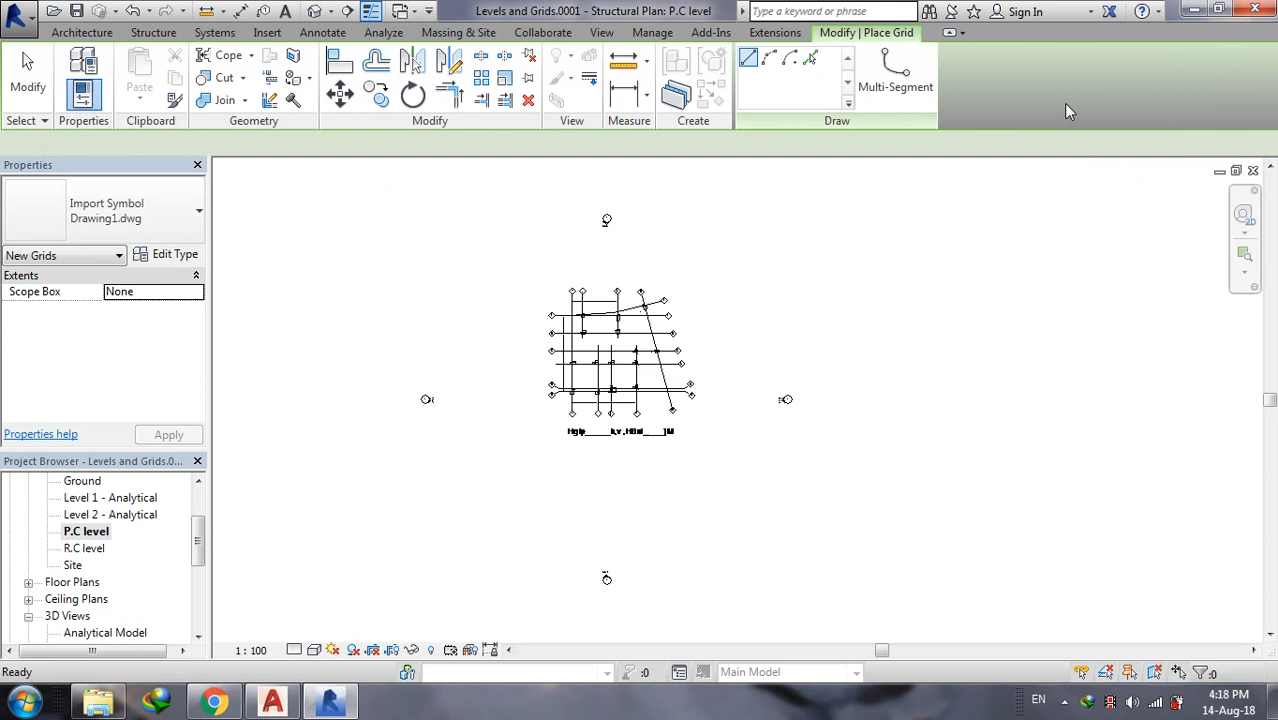 Levels and Grids.0001 - Structural Plan: P.C level
Type a keyword or phrase
Sign In
Architecture Structure Systems Insert Annotate Analyze Massing & Site Collaborate View Manage Add-Ins Extensions Modify | Place Grid
Modify Paste Cope Cut Join Multi-Segment
Select Properties Clipboard Geometry Modify View Measure Create Draw
Properties
Import Symbol
Drawing1.dwg
New Grids Edit Type
Extents
Scope Box None
Properties help Apply
Project Browser - Levels and Grids.0...
Ground
Level 1 - Analytical
Level 2 - Analytical
P.C level
R.C level
Site
Floor Plans
Ceiling Plans
3D Views
Analytical Model
1 : 100
Ready :0 Main Model :0
EN 4:18 PM
14-Aug-18
2D